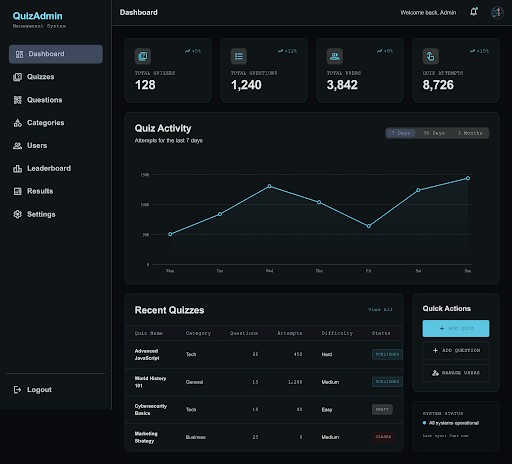 QuizAdmin
Management System
Dashboard
Quizzes
Questions
Categories
Users
Leaderboard
Results
Settings
Logout
Dashboard
Welcome back, Admin
+5%
TOTAL QUIZZES
128
+12%
TOTAL QUESTIONS
1,240
+8%
TOTAL USERS
3,842
+15%
QUIZ ATTEMPTS
8,726
Quiz Activity
Attempts for the last 7 days
7 Days 30 Days 3 Months
1500
1000
500
0
Mon Tue Wed Thu Fri Sat Sun
Recent Quizzes
View All
Quiz Name Category Questions Attempts Difficulty Status
Advanced
JavaScript
Tech 20 456 Hard PUBLISHED
World History
101
General 15 1,200 Medium PUBLISHED
Cybersecurity
Basics
Tech 10 80 Easy DRAFT
Marketing
Strategy
Business 25 0 Medium CLOSED
Quick Actions
+ ADD QUIZ
+ ADD QUESTION
MANAGE USERS
SYSTEM STATUS
All systems operational
Last sync: Just now